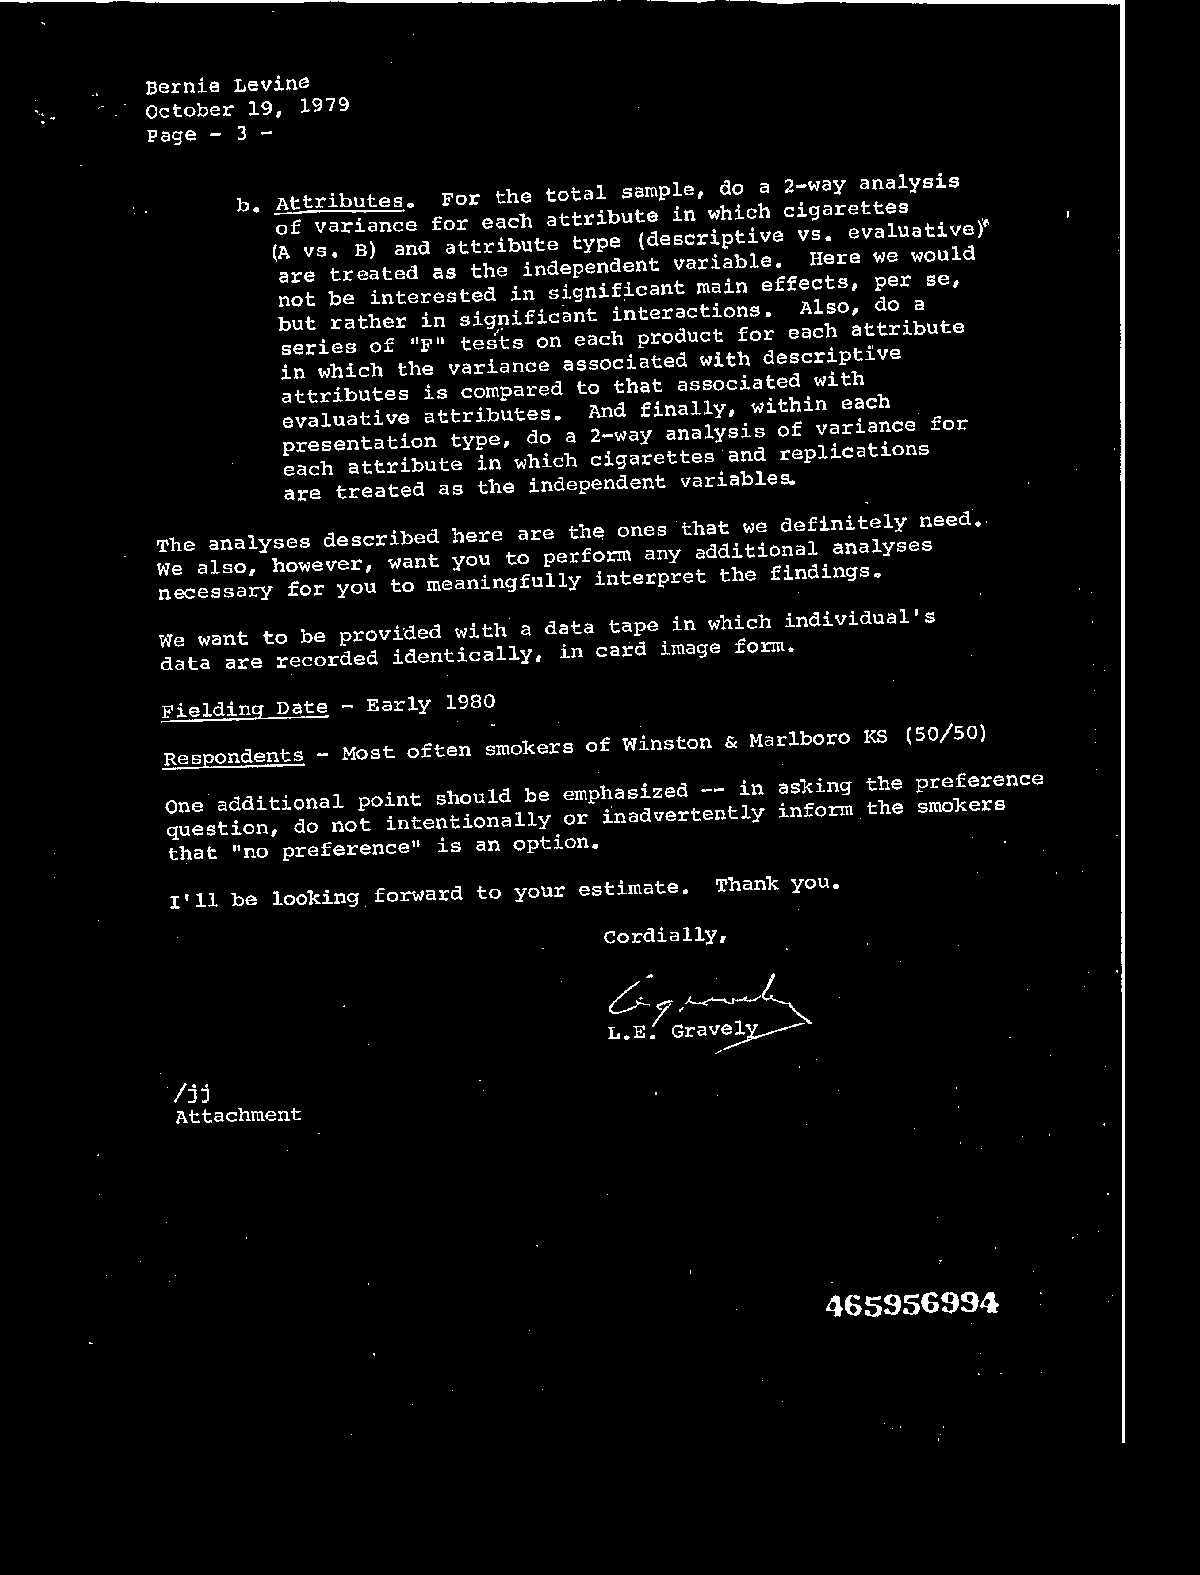 Bernie Levine
October 19, 1979
Page - 3 -
b. Attributes. For the total sample, do a 2-way analysis
of variance for each attribute in which cigarettes
(A vs. B) and attribute type (descriptive vs. evaluative)
are treated as the independent variable. Here we would
not be interested in significant main effects, per se,
but rather in significant interactions. Also, do a
series of "F" tests on each product for each attribute
in which the variance associated with descriptive
attributes is compared to that associated with
evaluative attributes. And finally, within each
presentation type, do a 2-way analysis of variance for
each attribute in which cigarettes and replications
are treated as the independent variables.
The analyses described here are the ones that we definitely need.
We also, however, want you to perform any additional analyses
necessary for you to meaningfully interpret the findings.
We want to be provided with a data tape in which individual's
data are recorded identically, in card image form.
Fielding Date - Early 1980
Respondents - Most often smokers of Winston & Marlboro KS (50/50)
One additional point should be emphasized -- in asking the preference
question, do not intentionally or inadvertently inform the smokers
that "no preference" is an option.
I'll be looking forward to your estimate. Thank you.
Cordially,
L.E. Gravely
/jj
Attachment
465956994